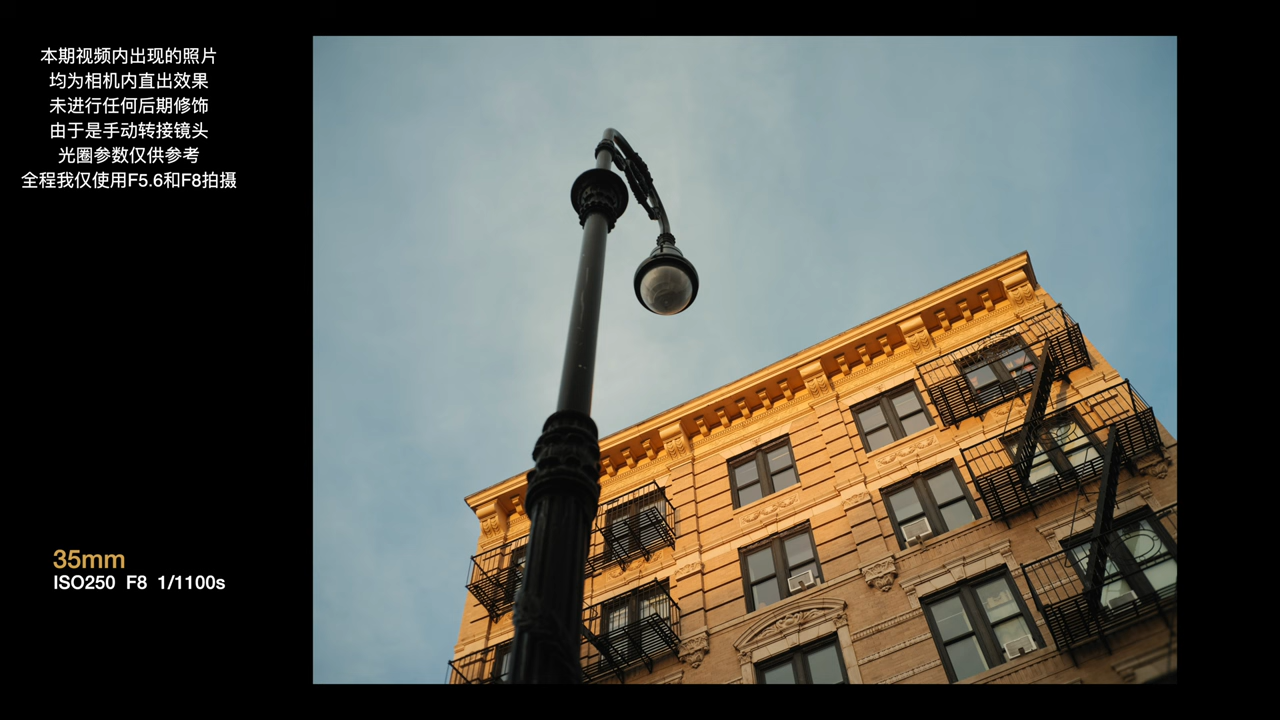 本期视频内出现的照片
均为相机内直出效果
未进行任何后期修饰
由于是手动转接镜头
光圈参数仅供参考
全程我仅使用F5.6和F8拍摄
35mm
ISO250 F8 1/1100s